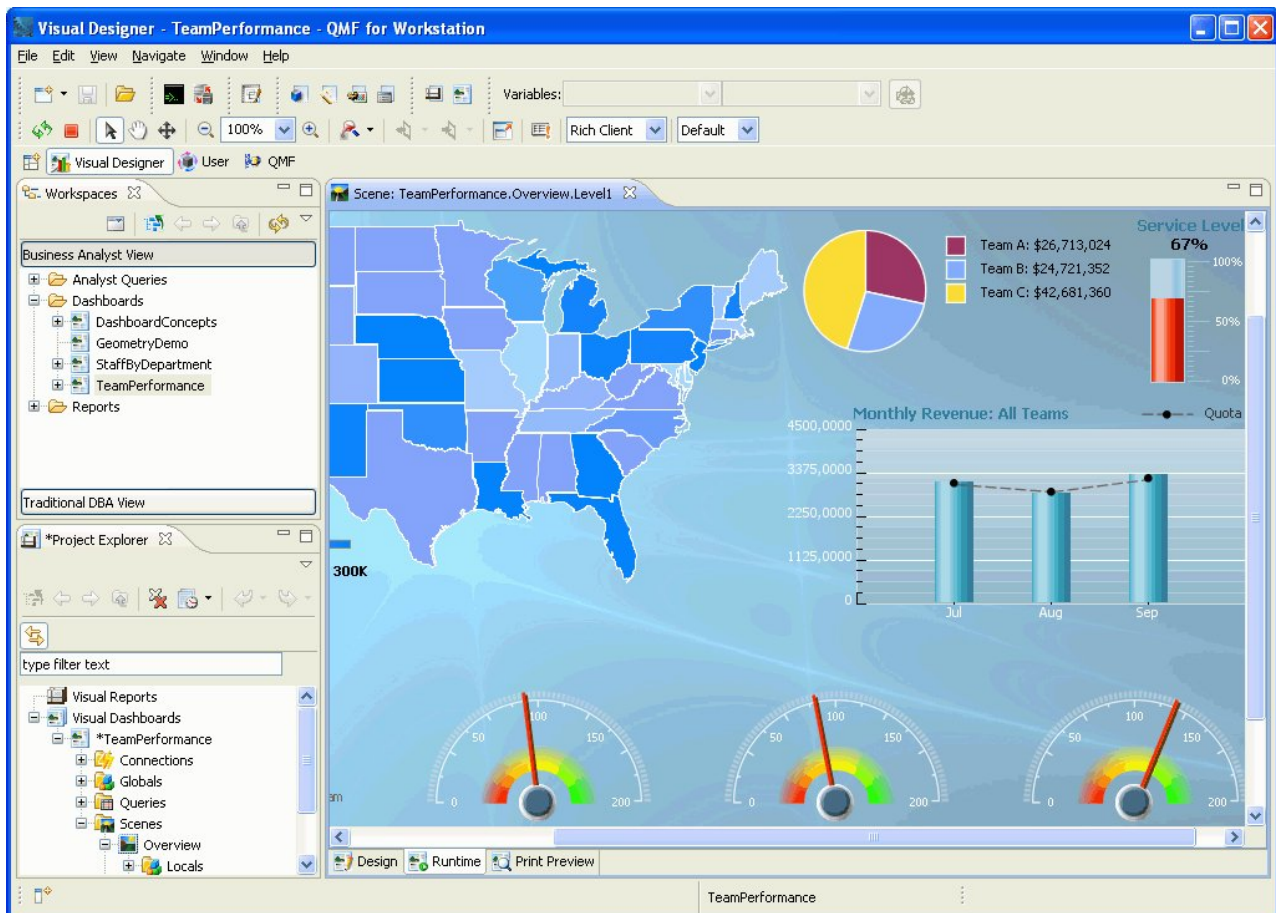 Visual Designer - TeamPerformance - QMF for Workstation
File Edit View Navigate Window Help
Variables:
100%
Rich Client
Default
Visual Designer
User
QMF
Workspaces
Business Analyst View
Analyst Queries
Dashboards
DashboardConcepts
GeometryDemo
StaffByDepartment
TeamPerformance
Reports
Traditional DBA View
*Project Explorer
type filter text
Visual Reports
Visual Dashboards
*TeamPerformance
Connections
Globals
Queries
Scenes
Overview
Locals
Scene: TeamPerformance.Overview.Level1
300K
am
Team A: $26,713,024
Team B: $24,721,352
Team C: $42,681,360
Service Level
67%
100%
50%
0%
Monthly Revenue: All Teams
Quota
4500,0000
3375,0000
2250,0000
1125,0000
0
Jul Aug Sep
0 50 100 150 200
0 50 100 150 200
0 50 100 150 200
Design
Runtime
Print Preview
TeamPerformance